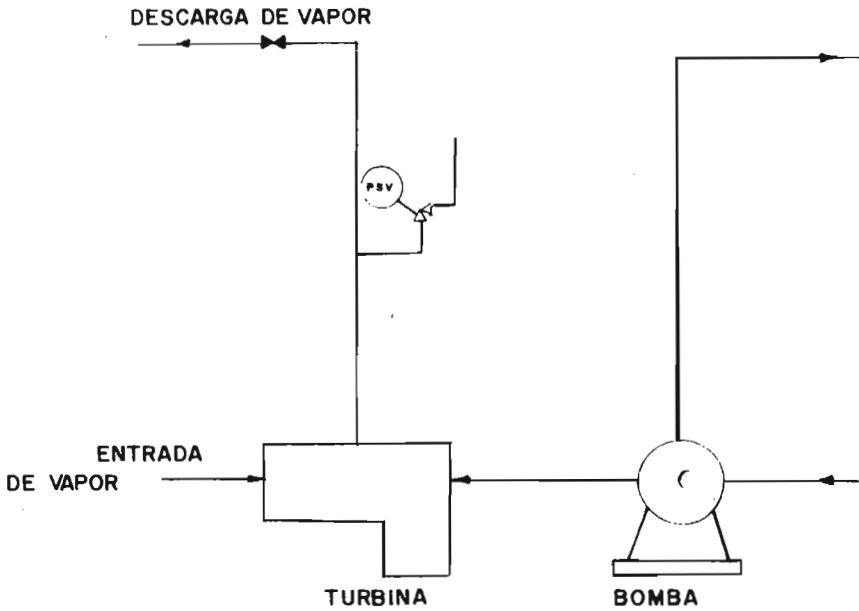 DESCARGA DE VAPOR
PSV
ENTRADA
DE VAPOR
TURBINA
BOMBA